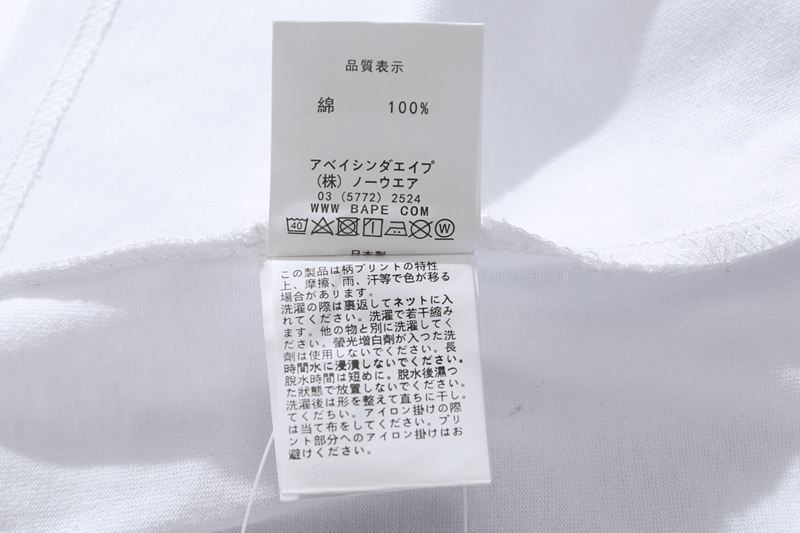 品質表示
綿 100%
アベイシンダエイプ
(株) ノーウエア
03 (5772) 2524
WWW BAPE COM
40
W
日本製
この製品は柄プリントの特性
上、摩擦、雨、汗等で色が移る
場合があります。
洗濯の際は裏返してネットに入
れてください。洗濯で若干縮み
ます。他の物と別に洗濯してく
ださい。螢光増白劑が入つた洗
劑は使用しないでください。長
時間水に浸漬しないでください。
脱水時間は短めに。脱水後濕つ
た狀態で放置しないでください。
洗濯後は形を整えて直ちに干し。
てくだちい。アイロン掛けの際
は当て布をしてください。プリ
ント部分へのアイロン掛けはお
避けください。